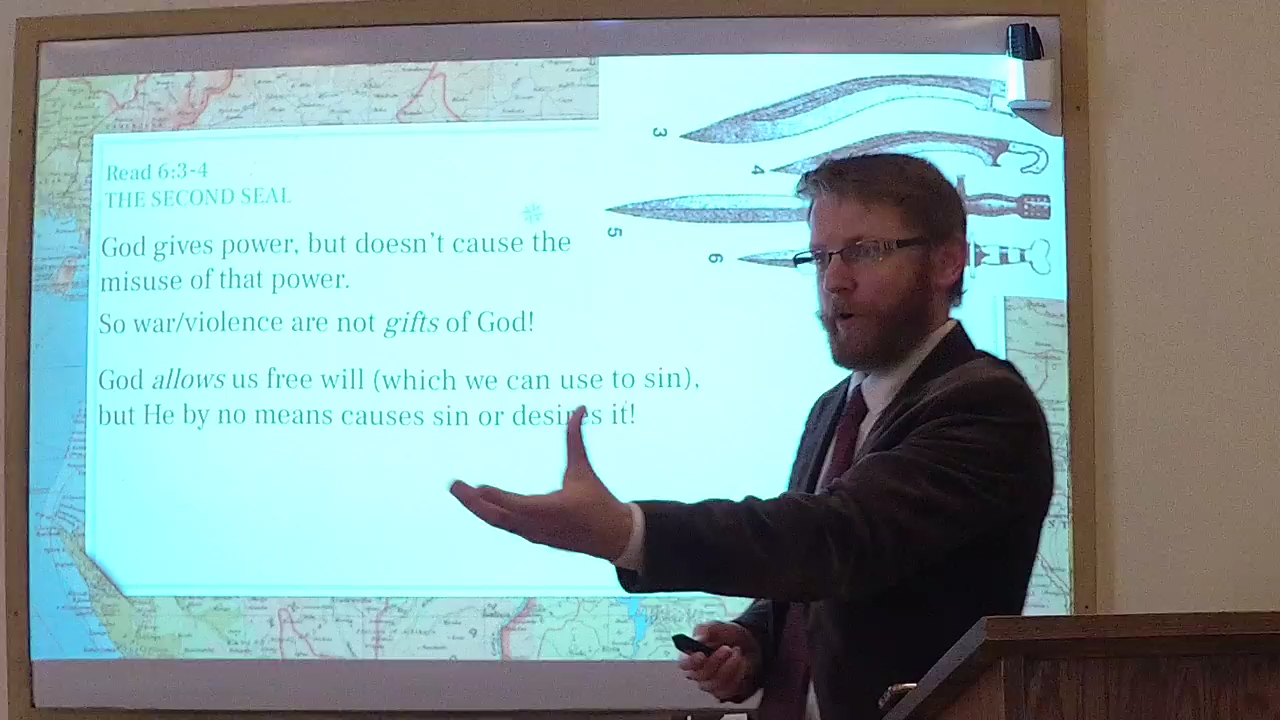 Read 6:3-4
THE SECOND SEAL
God gives power, but doesn't cause the
misuse of that power.
So war/violence are not gifts of God!
God allows us free will (which we can use to sin),
but He by no means causes sin or desires it!
3
4
5
6